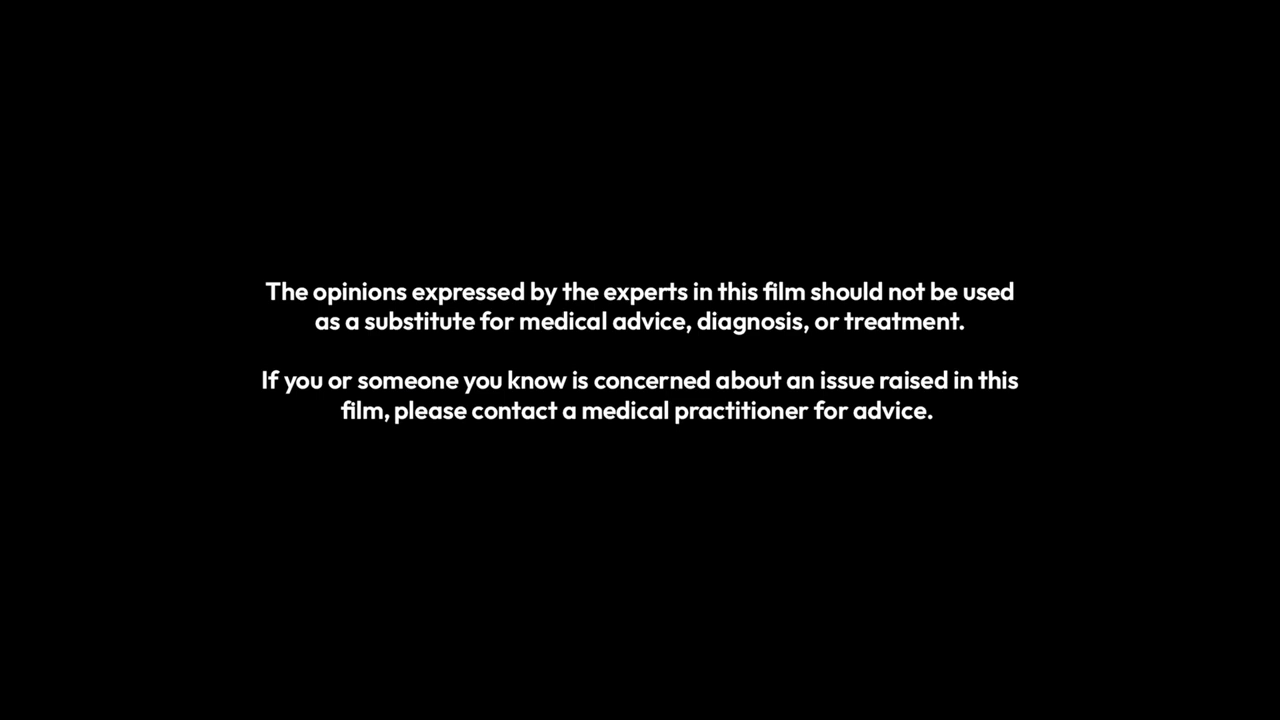 The opinions expressed by the experts in this film should not be used
as a substitute for medical advice, diagnosis, or treatment.
If you or someone you know is concerned about an issue raised in this
film, please contact a medical practitioner for advice.